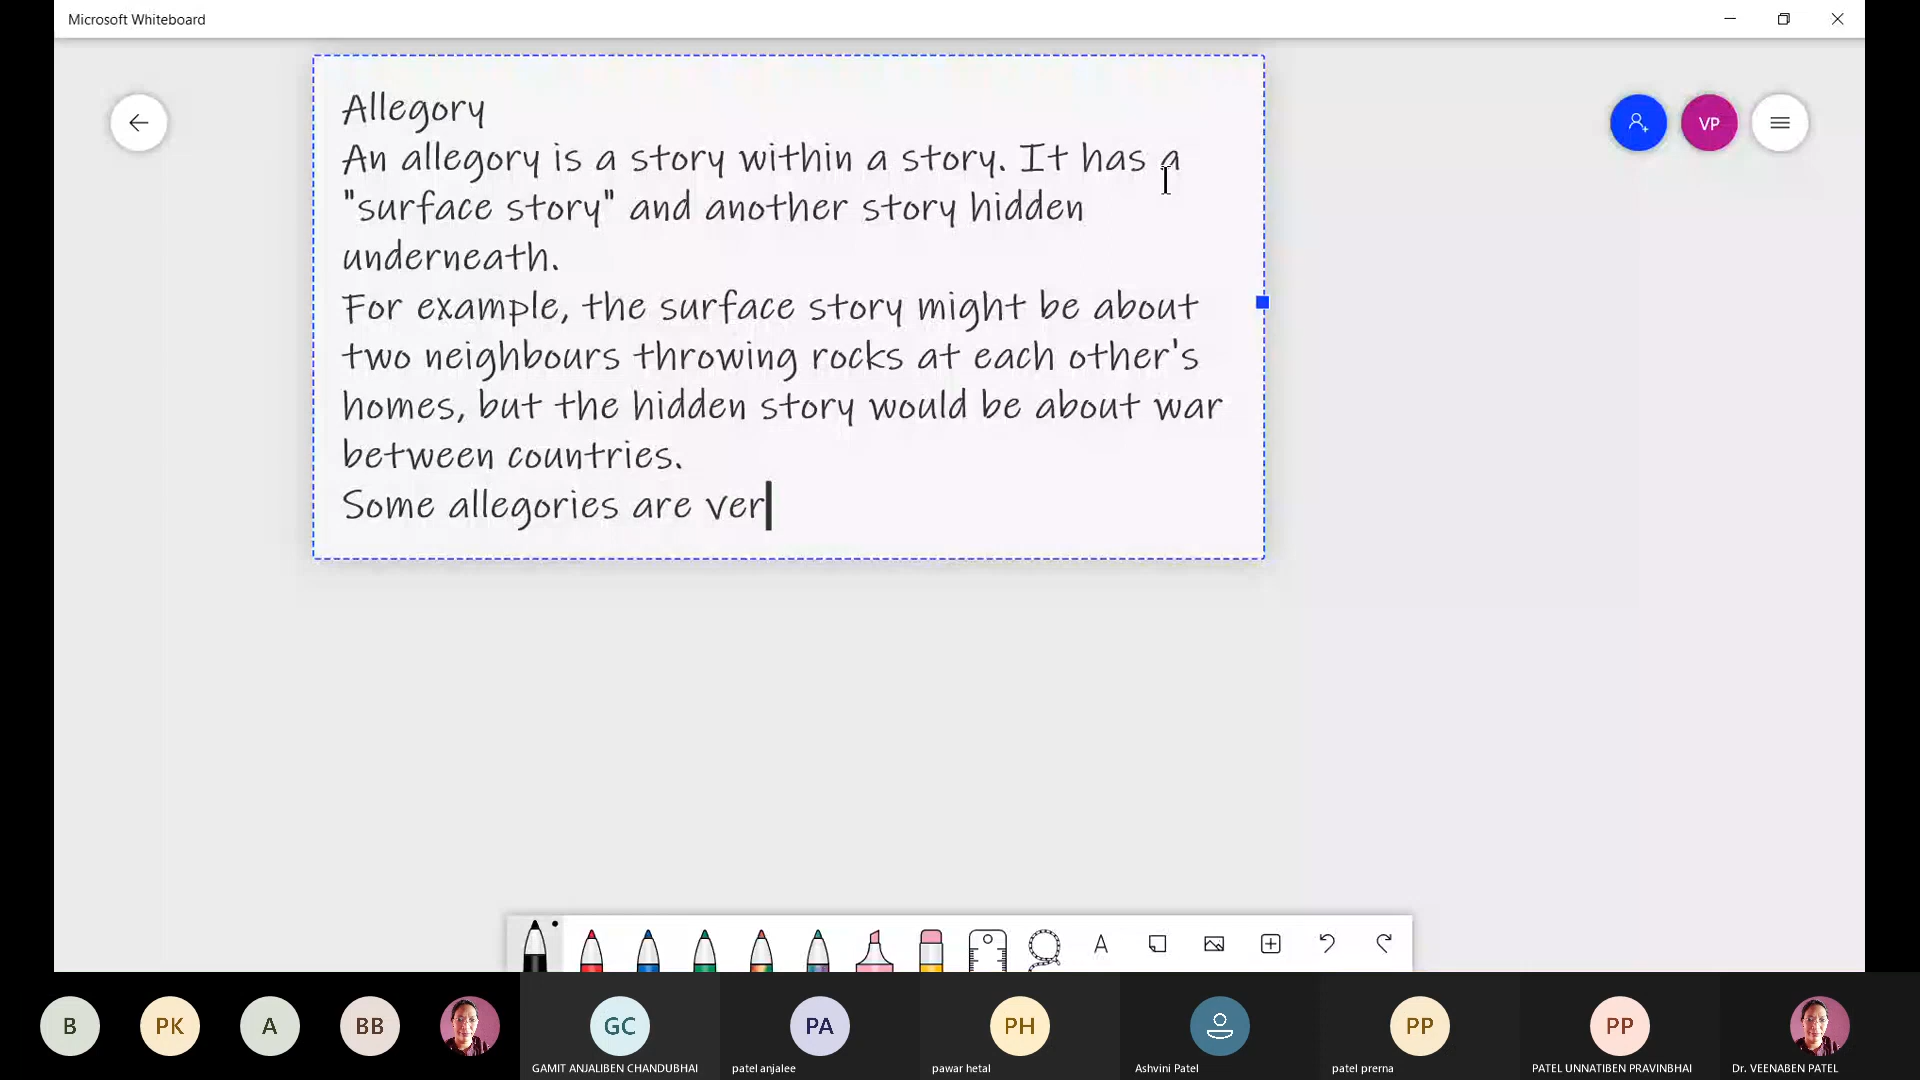 Microsoft Whiteboard
VP
Allegory
An allegory is a story within a story. It has a
"surface story" and another story hidden
underneath.
For example, the surface story might be about
two neighbours throwing rocks at each other's
homes, but the hidden story would be about war
between countries.
Some allegories are ver
A
B
PK
A
BB
GC
PA
PH
PP
PP
GAMIT ANJALIBEN CHANDUBHAI
patel anjalee
pawar hetal
Ashvini Patel
patel prerna
PATEL UNNATIBEN PRAVINBHAI
Dr. VEENABEN PATEL